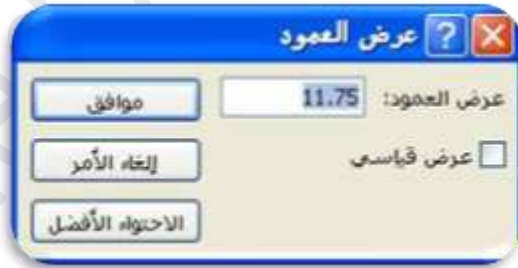 عرض العمود
عرض العمود: 11.75
موافق
عرض قياسي
إلغاء الأمر
الاحتواء الأفضل